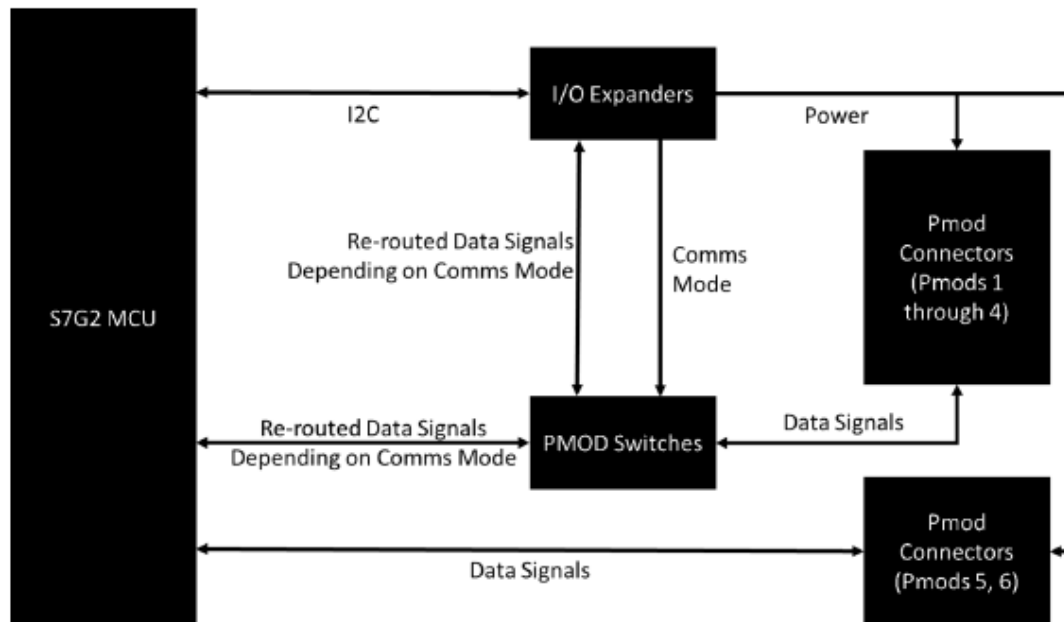 I/O Expanders
I2C
Power
Pmod
Connectors
(Pmods 1
through 4)
Re-routed Data Signals
Depending on Comms Mode
Comms
Mode
S7G2 MCU
Re-routed Data Signals
Depending on Comms Mode
PMOD Switches
Data Signals
Pmod
Connectors
(Pmods 5, 6)
Data Signals